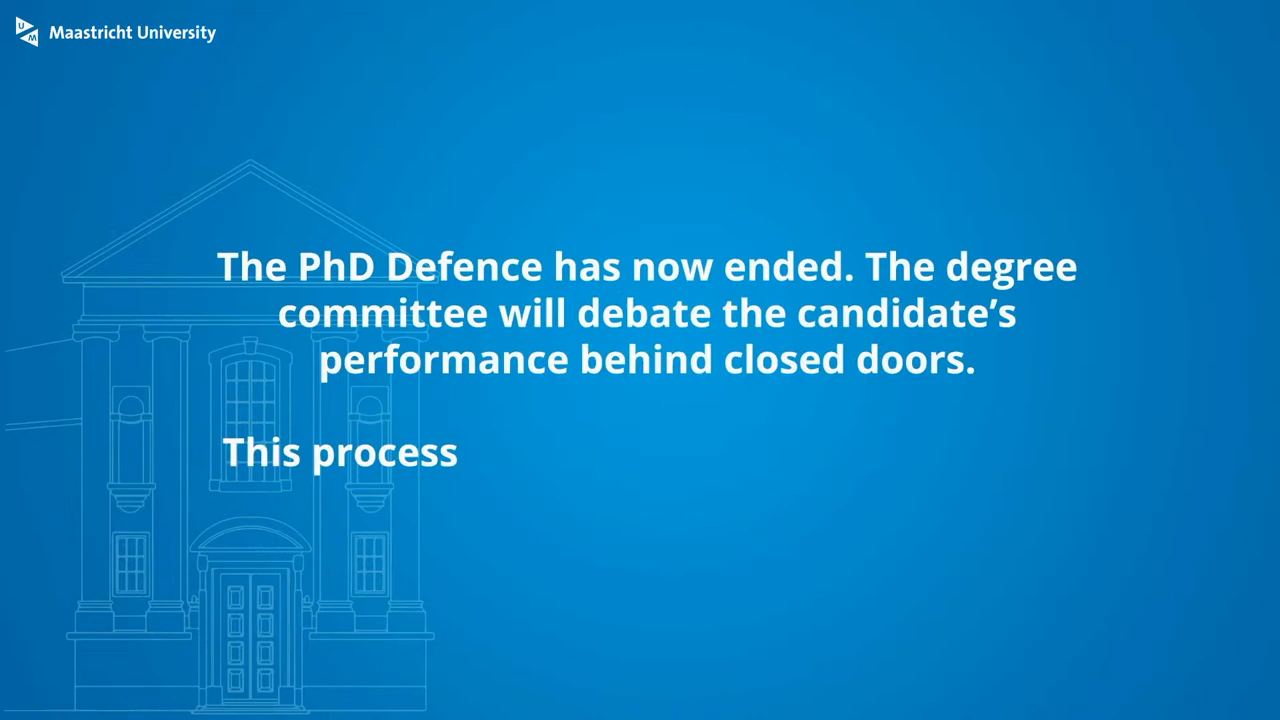 UM
Maastricht University
The PhD Defence has now ended. The degree
committee will debate the candidate’s
performance behind closed doors.
This process